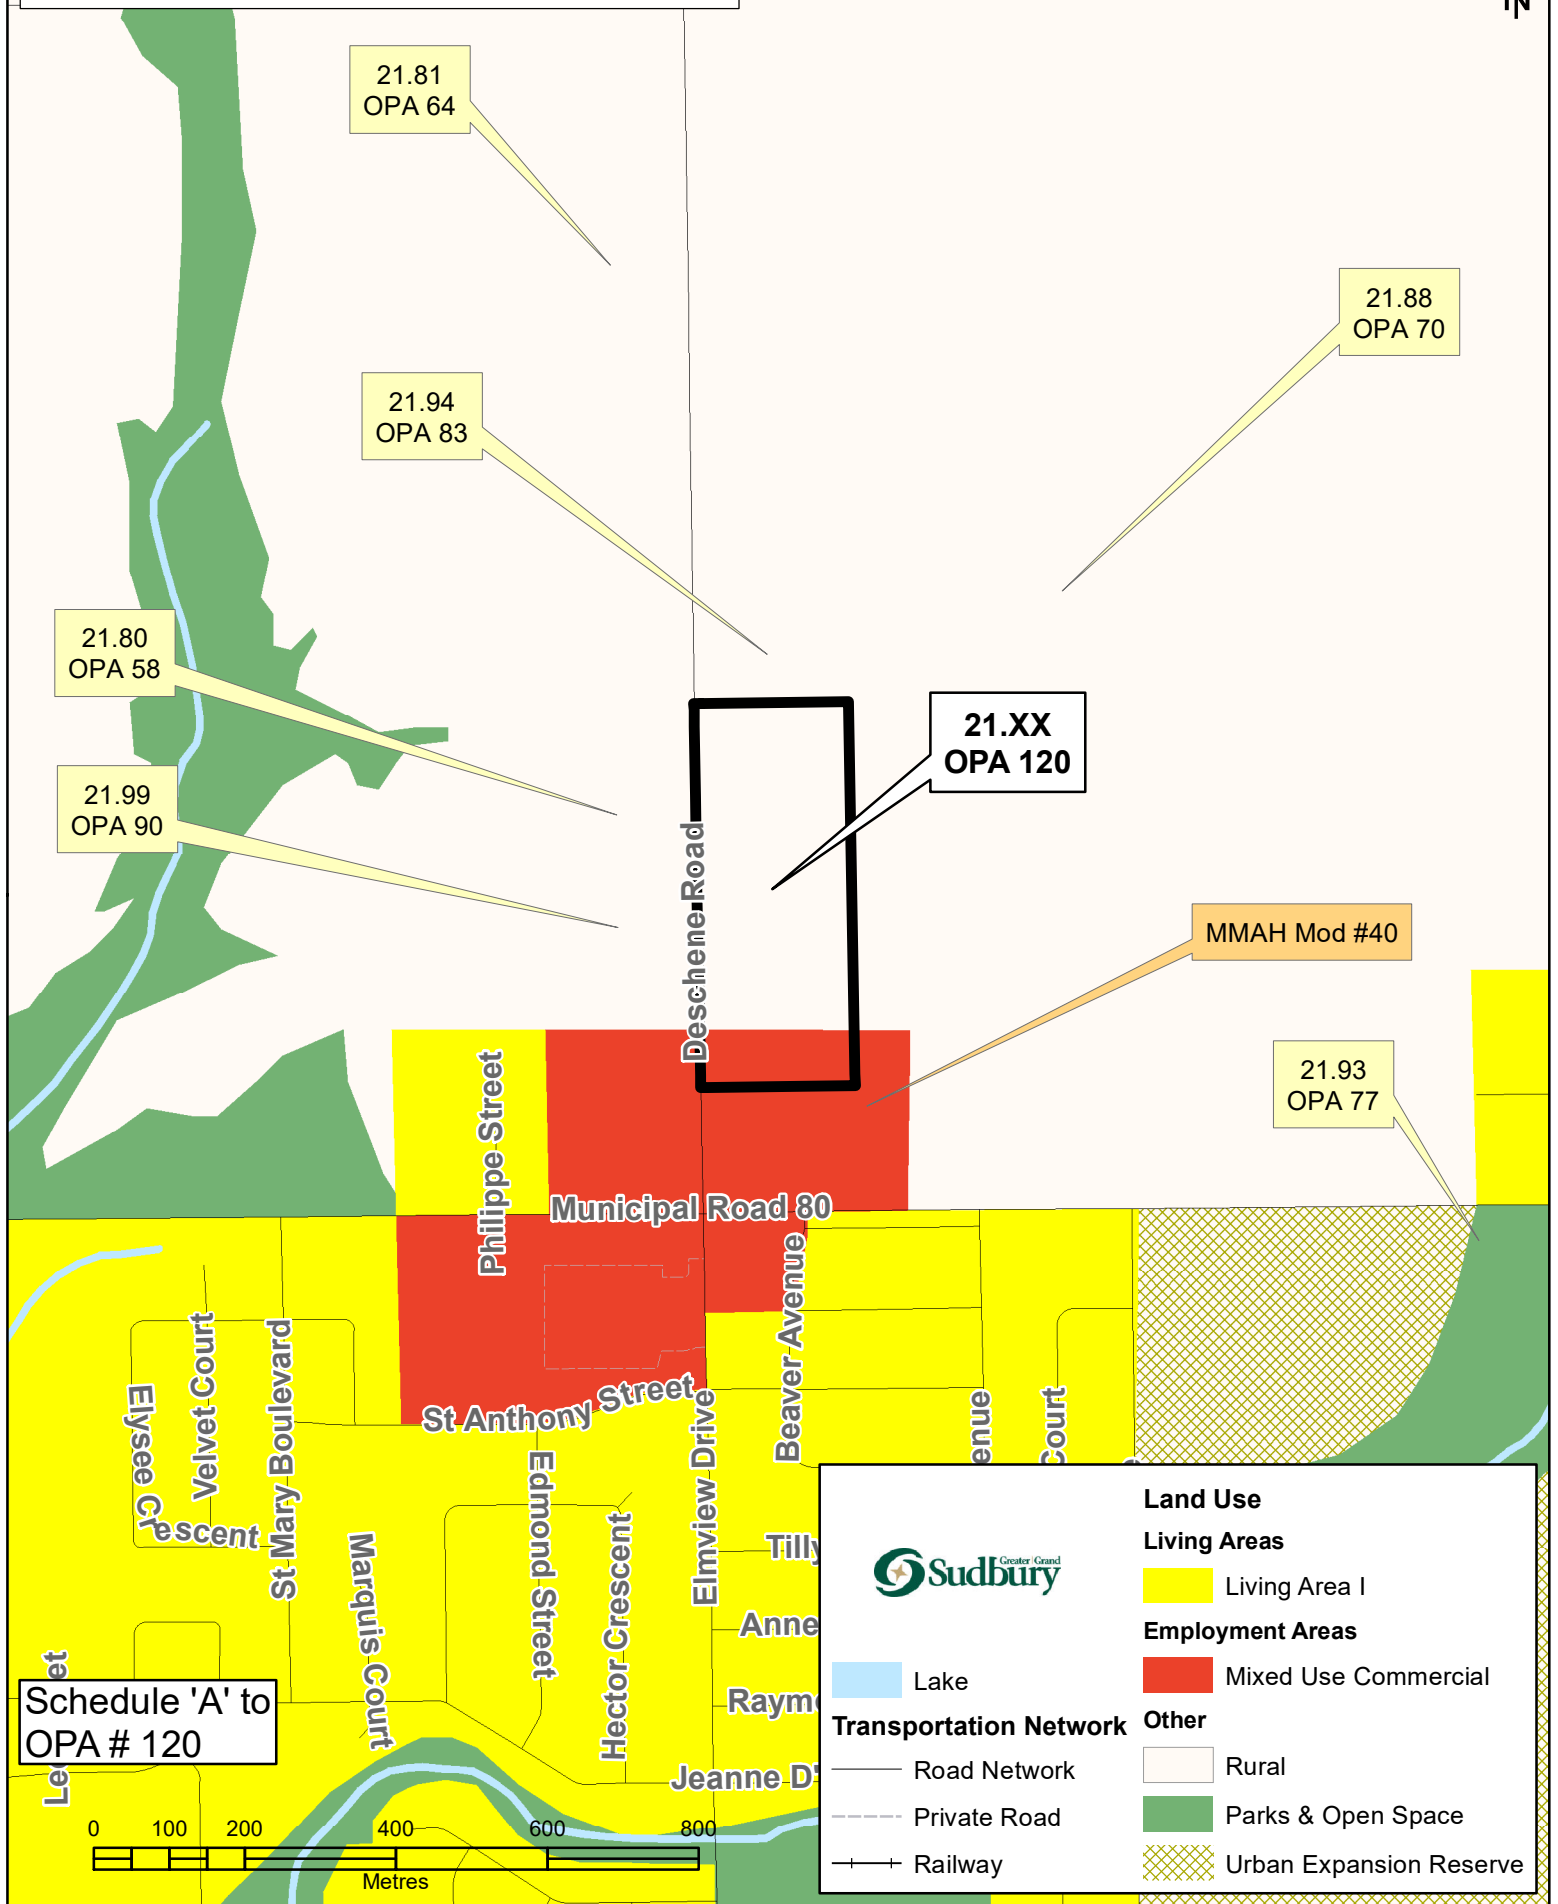 N
21.81
OPA 64
21.88
OPA 70
21.94
OPA 83
21.80
OPA 58
21.XX
OPA 120
21.99
OPA 90
Deschene Road
MMAH Mod #40
21.93
OPA 77
Philippe Street
Municipal Road 80
Beaver Avenue
Velvet Court
St Mary Boulevard
Elysee Crescent
St Anthony Street
Elmview Drive
enue
Court
Edmond Street
Marquis Court
Hector Crescent
Tilly
Anne
Raymo
Jeanne D'
Schedule 'A' to
OPA # 120
0 100 200 400 600 800
Metres
Greater | Grand
Sudbury
Lake
Transportation Network
Road Network
Private Road
Railway
Land Use
Living Areas
Living Area I
Employment Areas
Mixed Use Commercial
Other
Rural
Parks & Open Space
Urban Expansion Reserve